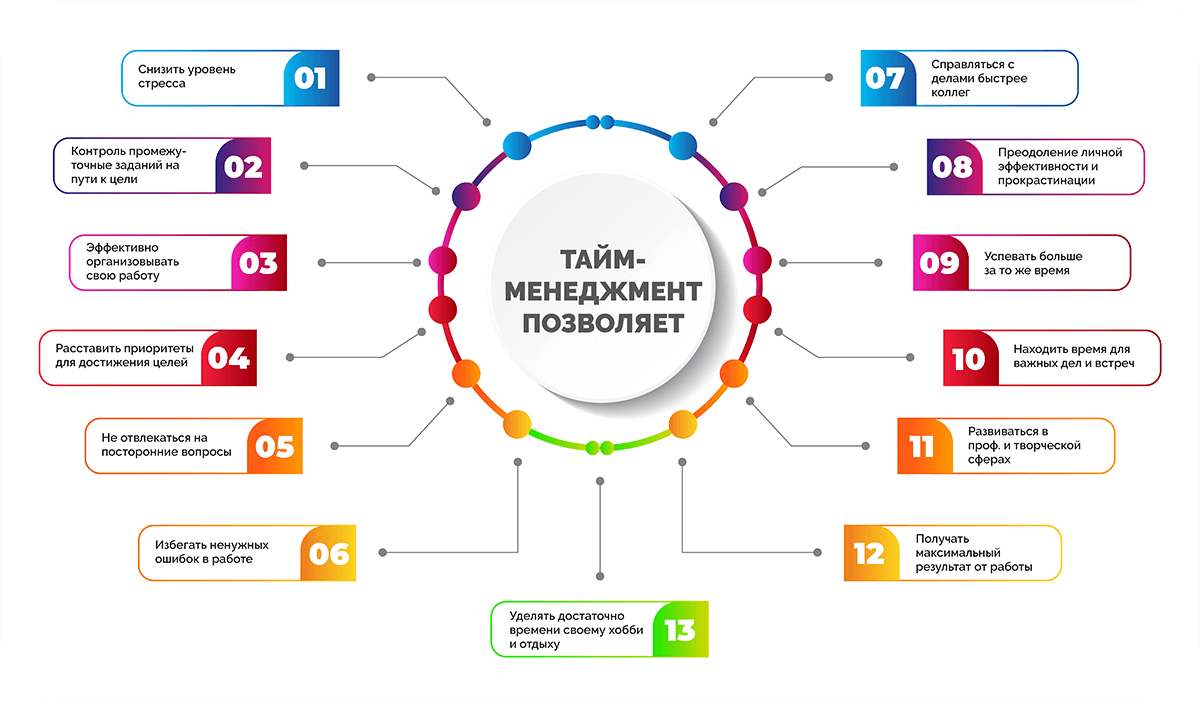 ТАЙМ-
МЕНЕДЖМЕНТ
ПОЗВОЛЯЕТ
Снизить уровень
стресса
01
Контроль промежу-
точные заданий на
пути к цели
02
Эффективно
организовывать
свою работу
03
Расставить приоритеты
для достижения целей
04
Не отвлекаться на
посторонние вопросы
05
Избегать ненужных
ошибок в работе
06
07
Справляться с
делами быстрее
коллег
08
Преодоление личной
эффективности и
прокрастинации
09
Успевать больше
за то же время
10
Находить время для
важных дел и встреч
11
Развиваться в
проф. и творческой
сферах
12
Получать
максимальный
результат от работы
Уделять достаточно
времени своему хобби
и отдыху
13